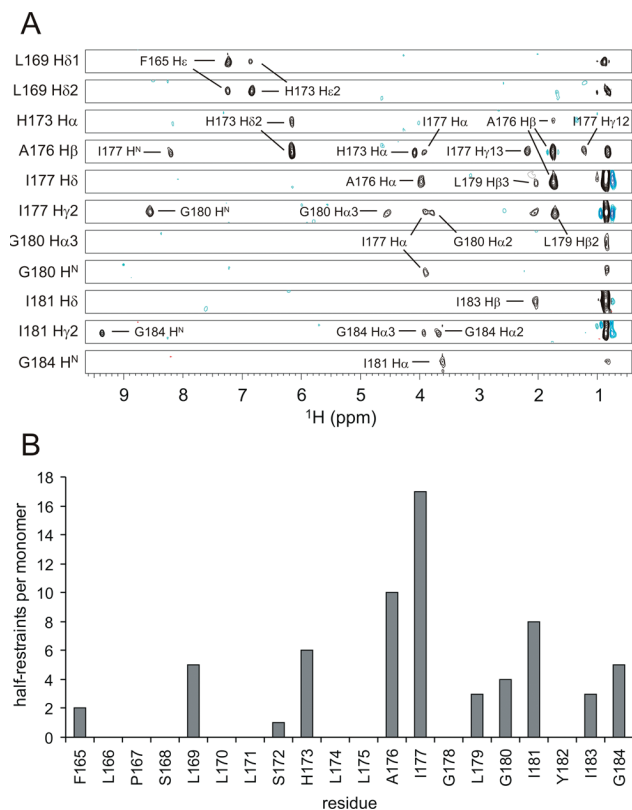 A
L169 Hδ1
F165 Hε
L169 Hδ2
H173 Hε2
H173 Hα
H173 Hδ2
I177 Hα
A176 Hβ
I177 Hγ12
A176 Hβ
I177 Hᴺ
H173 Hα
I177 Hγ13
I177 Hδ
A176 Hα
L179 Hβ3
I177 Hγ2
G180 Hᴺ
G180 Hα3
G180 Hα3
I177 Hα
G180 Hα2
L179 Hβ2
G180 Hᴺ
I181 Hδ
I183 Hβ
I181 Hγ2
G184 Hᴺ
G184 Hα3
G184 Hα2
G184 Hᴺ
I181 Hα
9 8 7 6 5 4 3 2 1
¹H (ppm)
B
half-restraints per monomer
18
16
14
12
10
8
6
4
2
0
F165 L166 P167 S168 L169 L170 L171 S172 H173 L174 L175 A176 I177 G178 L179 G180 I181 Y182 I183 G184
residue